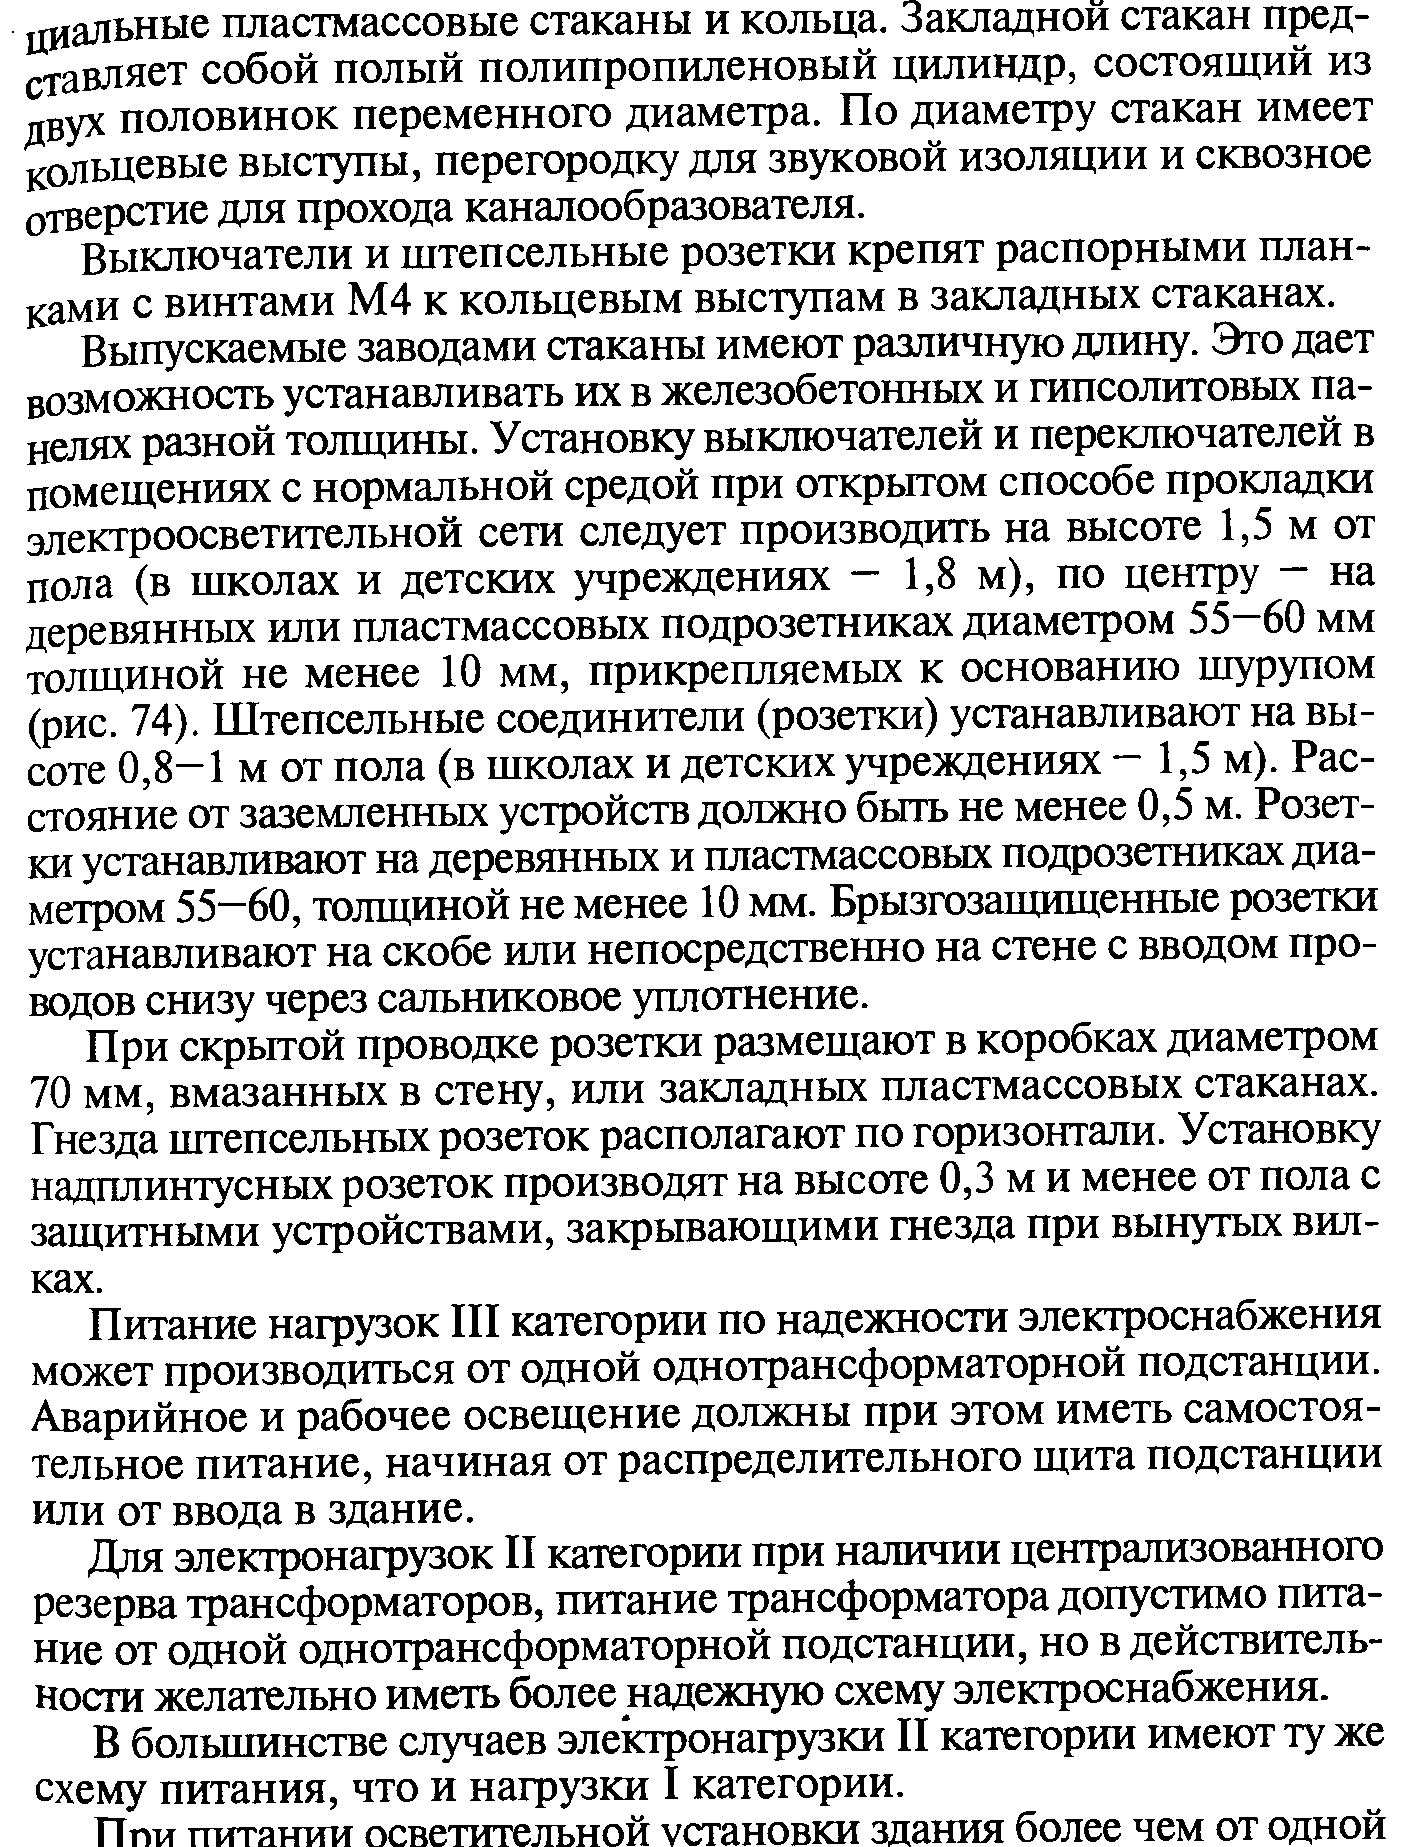 циальные пластмассовые стаканы и кольца. Закладной стакан пред-
ставляет собой полый полипропиленовый цилиндр, состоящий из
двух половинок переменного диаметра. По диаметру стакан имеет
кольцевые выступы, перегородку для звуковой изоляции и сквозное
отверстие для прохода каналообразователя.
Выключатели и штепсельные розетки крепят распорными план-
ками с винтами М4 к кольцевым выступам в закладных стаканах.
Выпускаемые заводами стаканы имеют различную длину. Это дает
возможность устанавливать их в железобетонных и гипсолитовых па-
нелях разной толщины. Установку выключателей и переключателей в
помещениях с нормальной средой при открытом способе прокладки
электроосветительной сети следует производить на высоте 1,5 м от
пола (в школах и детских учреждениях — 1,8 м), по центру — на
деревянных или пластмассовых подрозетниках диаметром 55—60 мм
толщиной не менее 10 мм, прикрепляемых к основанию шурупом
(рис. 74). Штепсельные соединители (розетки) устанавливают на вы-
соте 0,8—1 м от пола (в школах и детских учреждениях — 1,5 м). Рас-
стояние от заземленных устройств должно быть не менее 0,5 м. Розет-
ки устанавливают на деревянных и пластмассовых подрозетниках диа-
метром 55—60, толщиной не менее 10 мм. Брызгозащищенные розетки
устанавливают на скобе или непосредственно на стене с вводом про-
водов снизу через сальниковое уплотнение.
При скрытой проводке розетки размещают в коробках диаметром
70 мм, вмазанных в стену, или закладных пластмассовых стаканах.
Гнезда штепсельных розеток располагают по горизонтали. Установку
надплинтусных розеток производят на высоте 0,3 м и менее от пола с
защитными устройствами, закрывающими гнезда при вынутых вил-
ках.
Питание нагрузок III категории по надежности электроснабжения
может производиться от одной однотрансформаторной подстанции.
Аварийное и рабочее освещение должны при этом иметь самостоя-
тельное питание, начиная от распределительного щита подстанции
или от ввода в здание.
Для электронагрузок II категории при наличии централизованного
резерва трансформаторов, питание трансформатора допустимо пита-
ние от одной однотрансформаторной подстанции, но в действитель-
ности желательно иметь более надежную схему электроснабжения.
В большинстве случаев электронагрузки II категории имеют ту же
схему питания, что и нагрузки I категории.
При питании осветительной установки здания более чем от одной